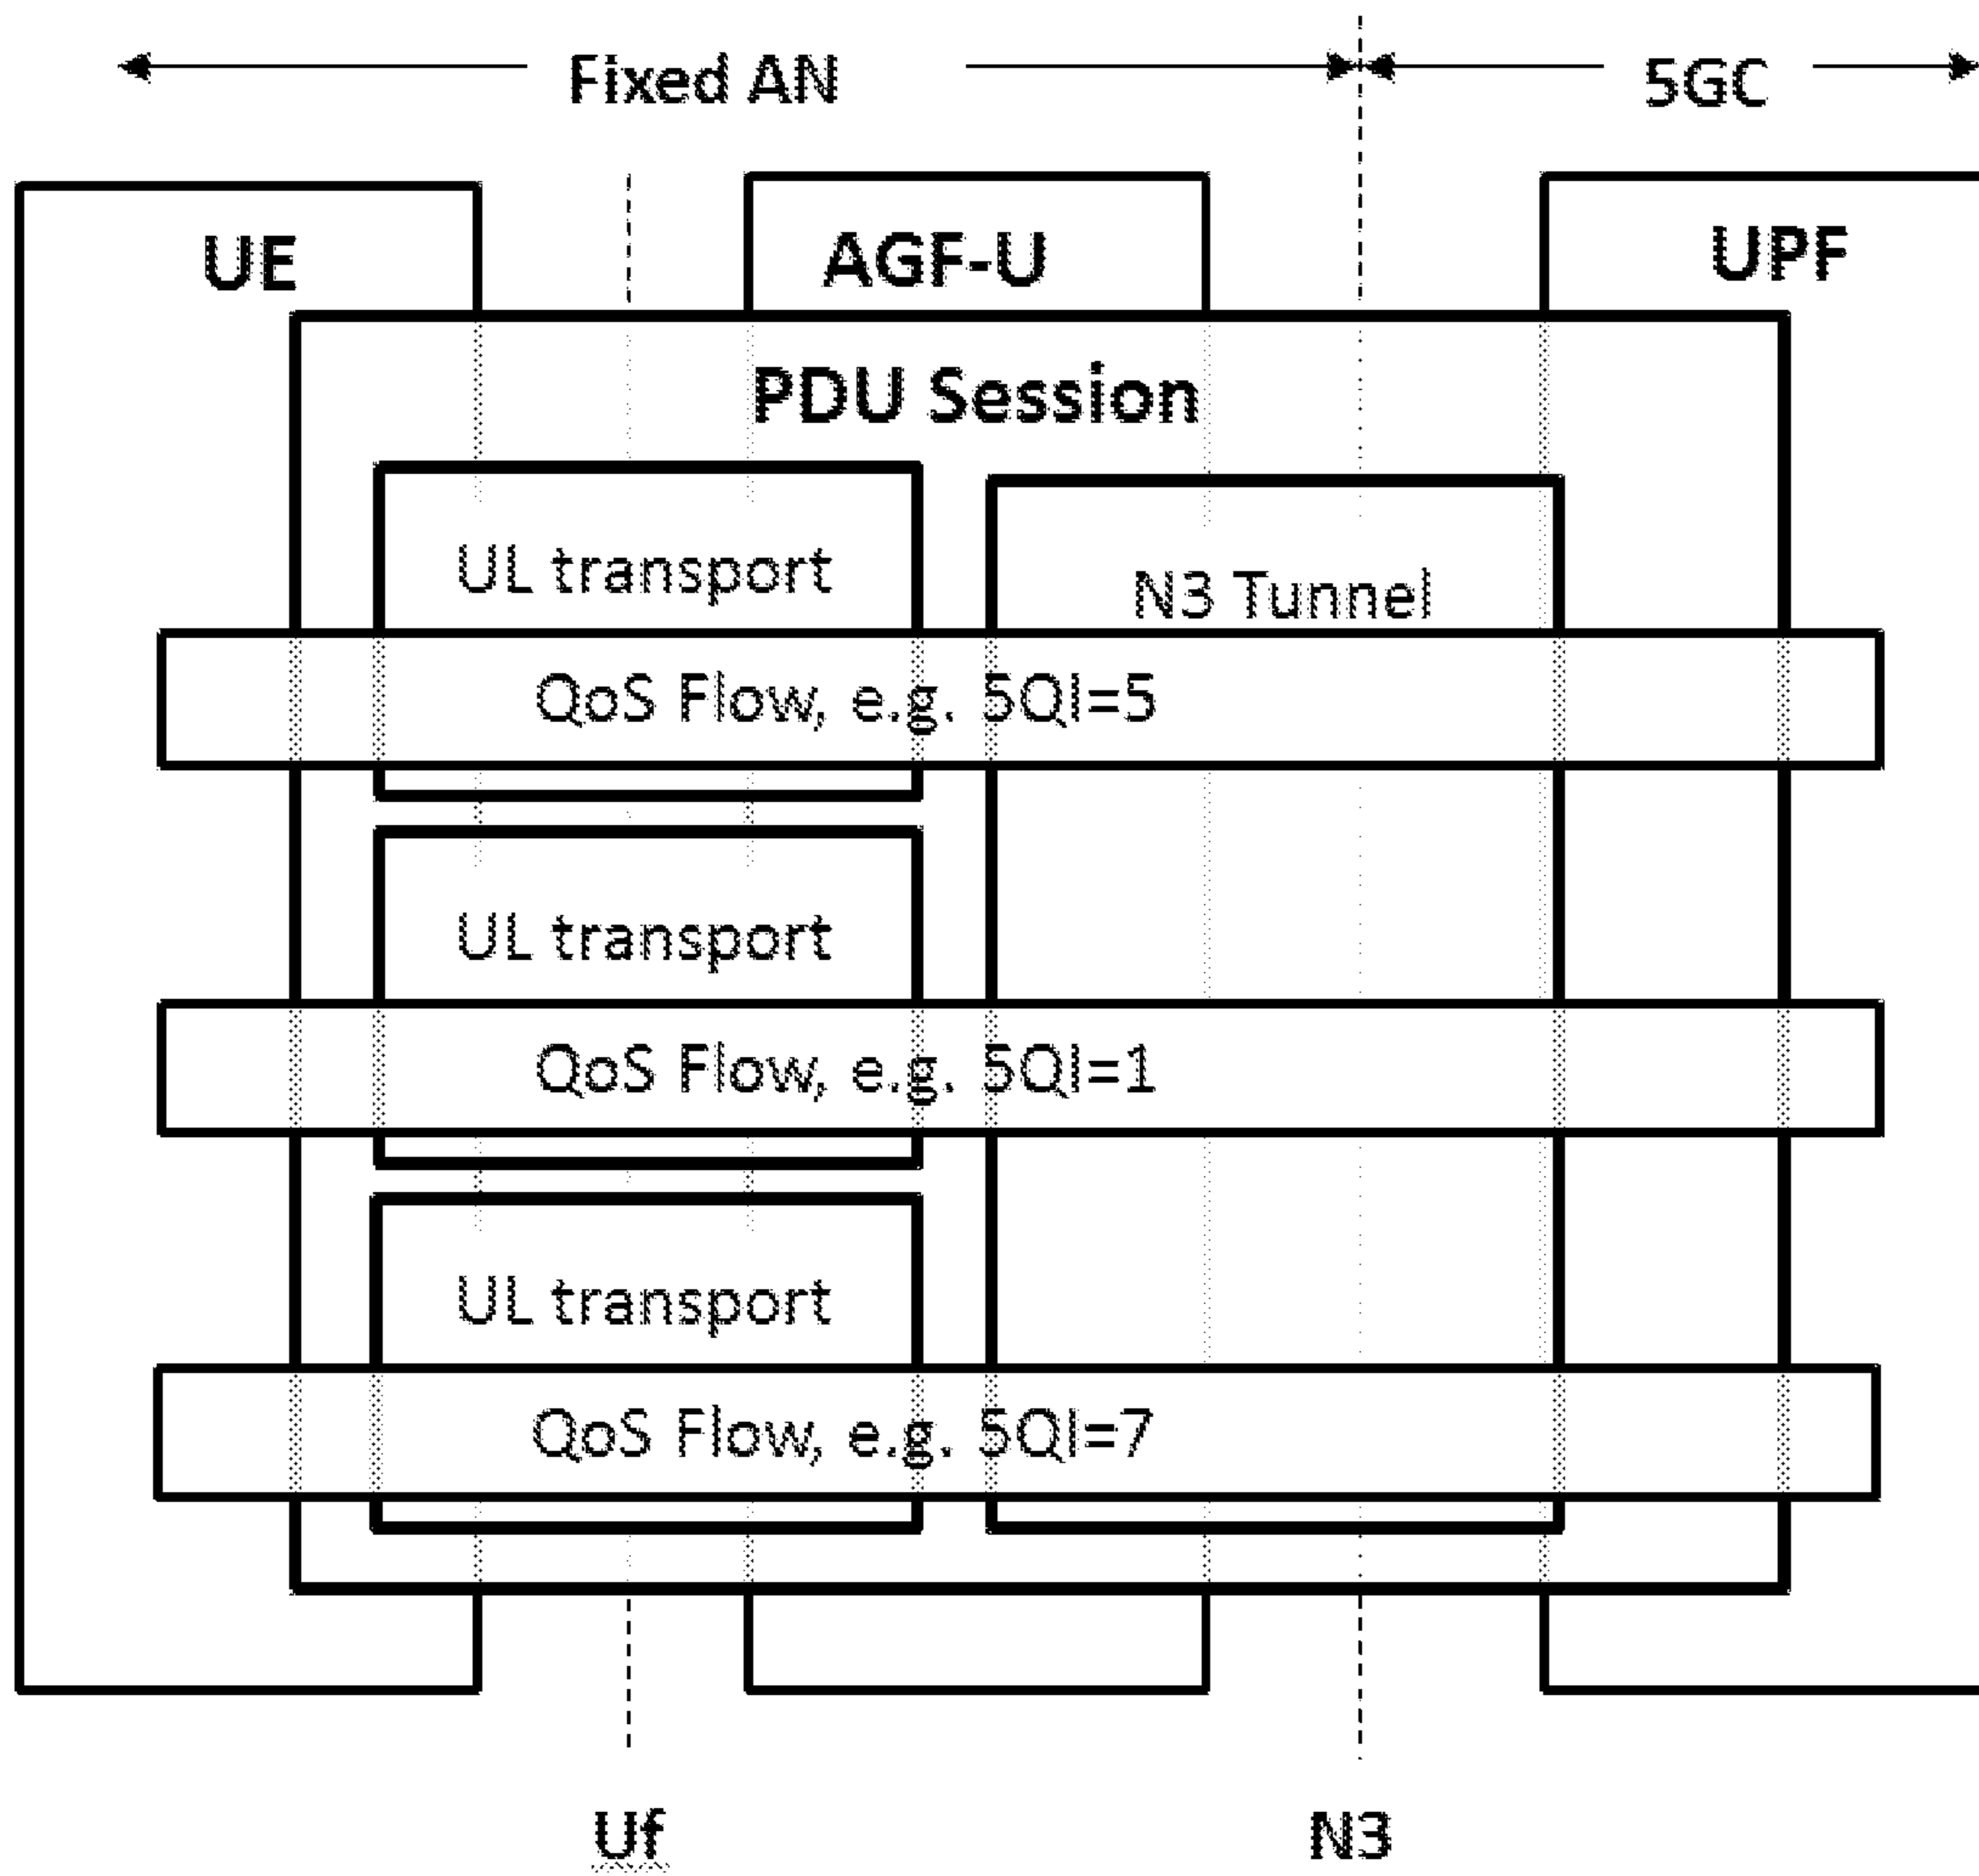 Fixed AN
5GC
UE
AGF-U
UPF
PDU Session
UL transport
N3 Tunnel
QoS Flow, e.g. 5QI=5
UL transport
QoS Flow, e.g. 5QI=1
UL transport
QoS Flow, e.g. 5QI=7
Uf
N3